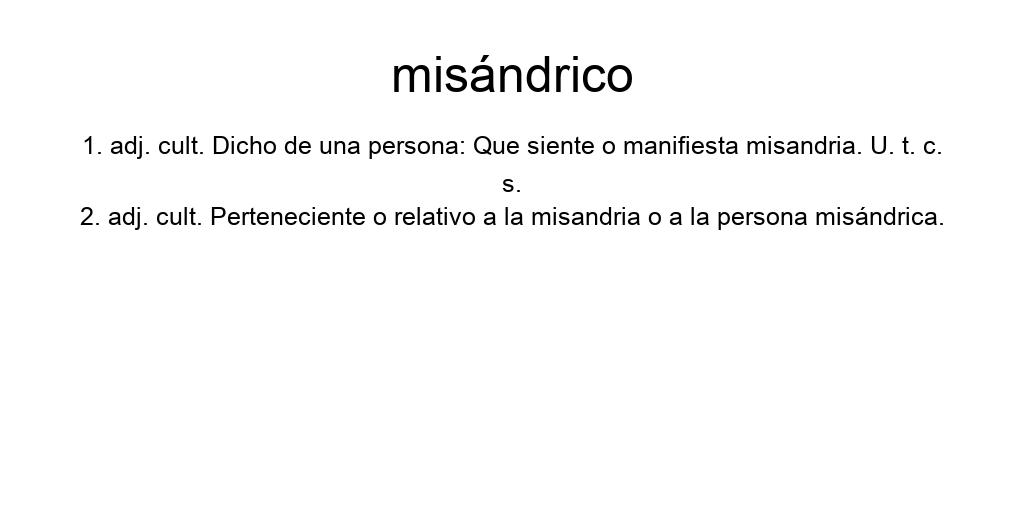 misándrico
1. adj. cult. Dicho de una persona: Que siente o manifiesta misandria. U. t. c.
s.
2. adj. cult. Perteneciente o relativo a la misandria o a la persona misándrica.